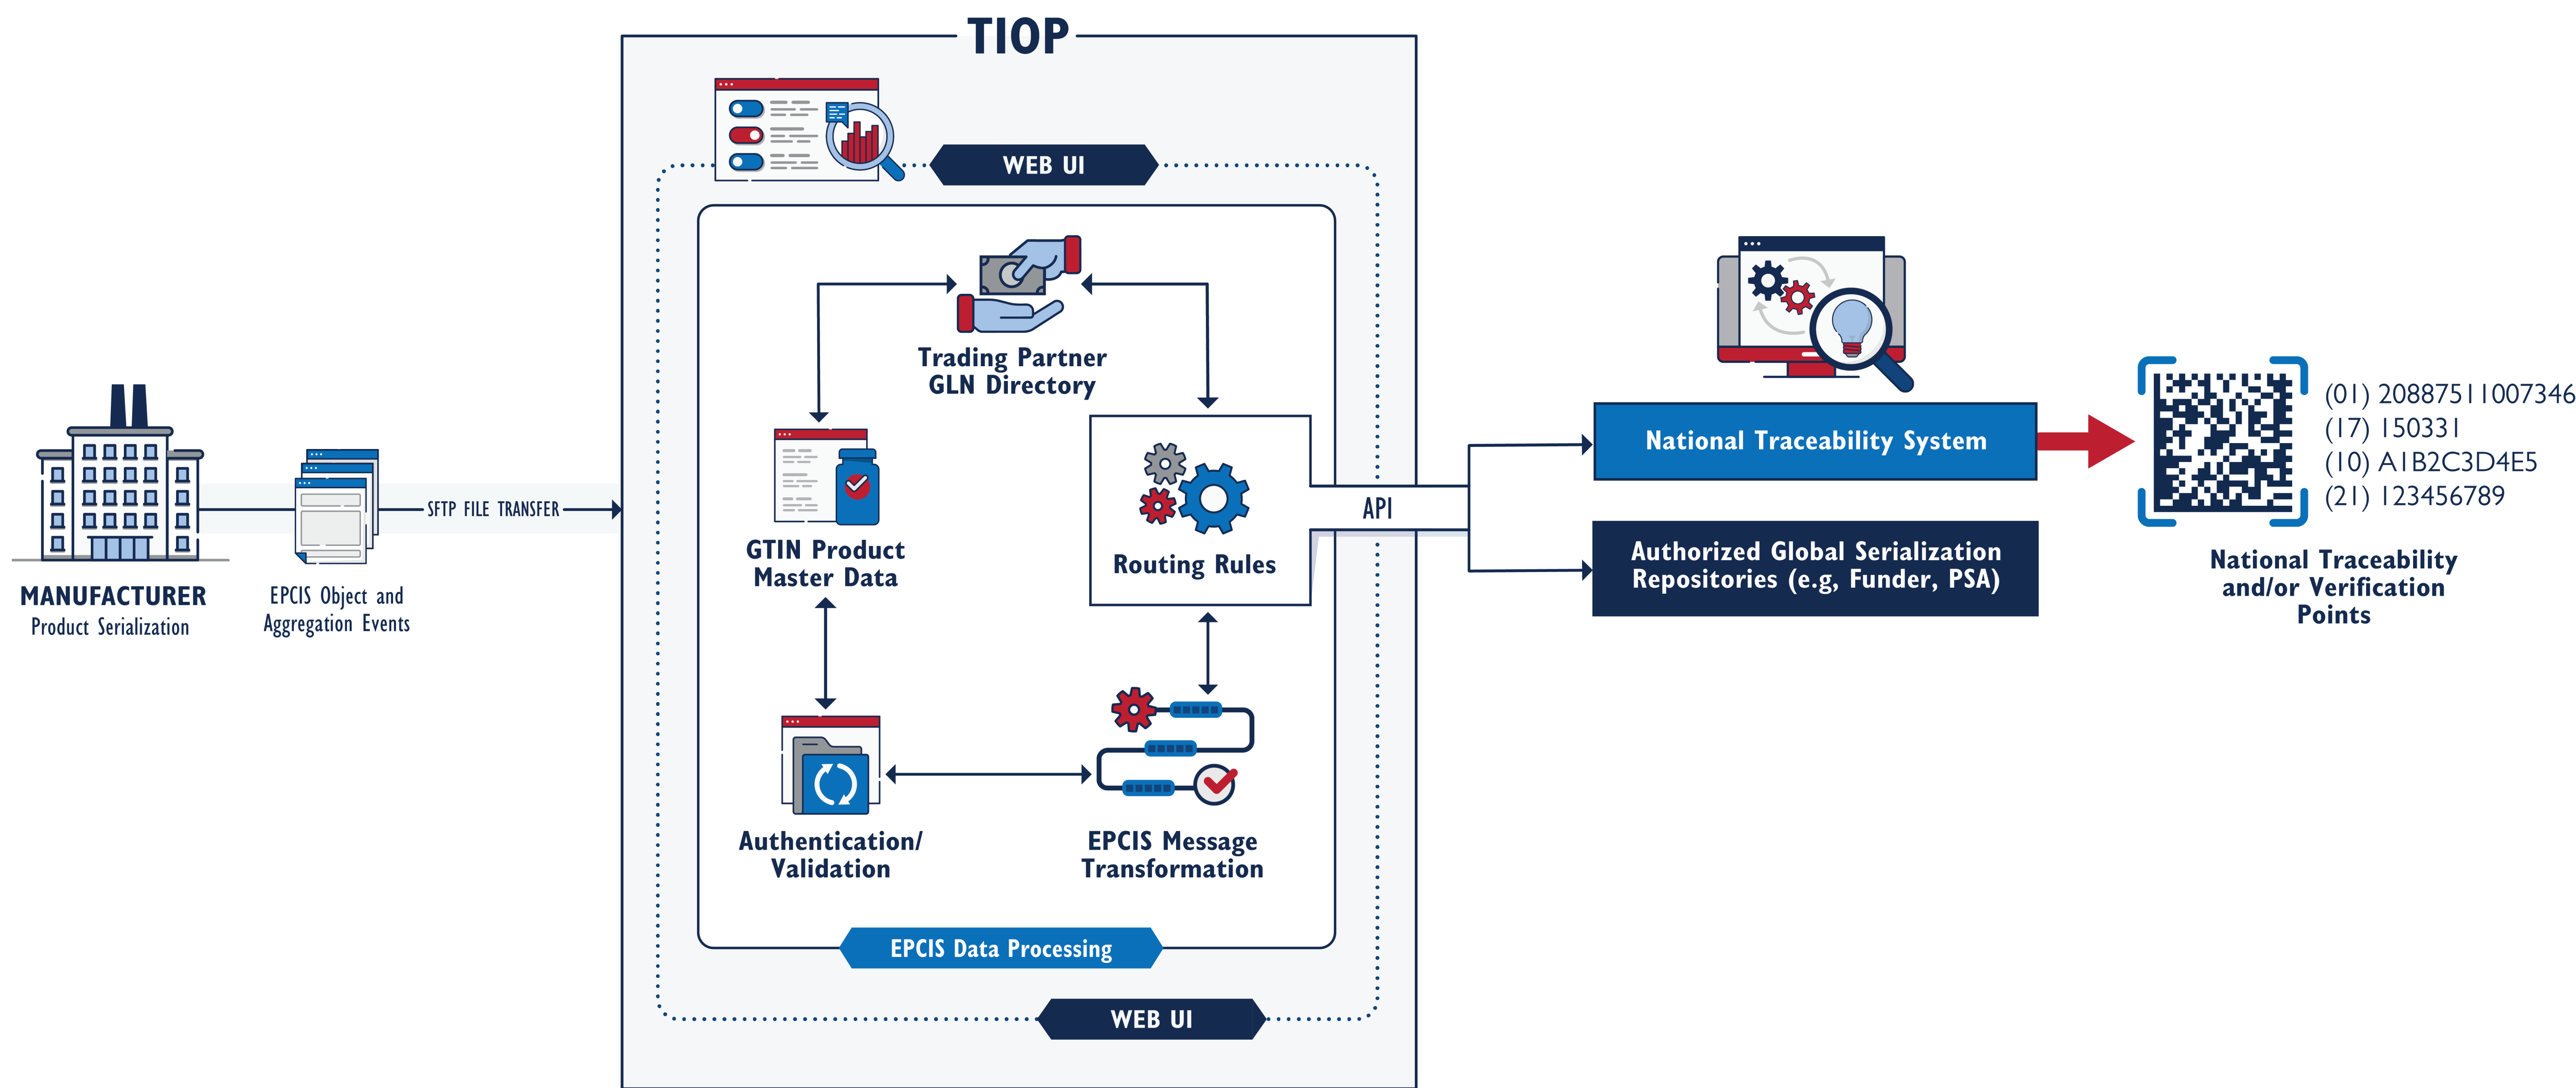 TIOP
WEB UI
Trading Partner
GLN Directory
GTIN Product
Master Data
Routing Rules
Authentication/
Validation
EPCIS Message
Transformation
EPCIS Data Processing
WEB UI
MANUFACTURER
Product Serialization
EPCIS Object and
Aggregation Events
SFTP FILE TRANSFER
API
National Traceability System
Authorized Global Serialization
Repositories (e.g, Funder, PSA)
(01) 20887511007346
(17) 150331
(10) A1B2C3D4E5
(21) 123456789
National Traceability
and/or Verification
Points